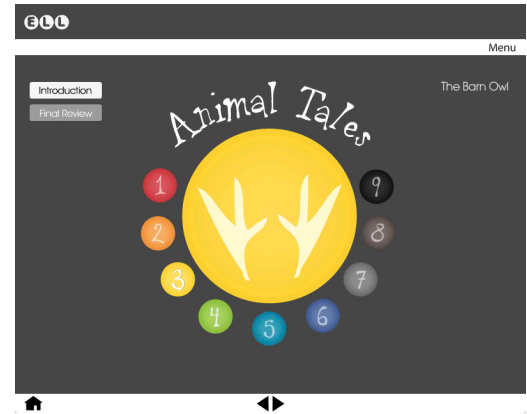 ELL
Menu
Introduction
The Barn Owl
Final Review
Animal Tales
1
2
3
4
5
6
7
8
9